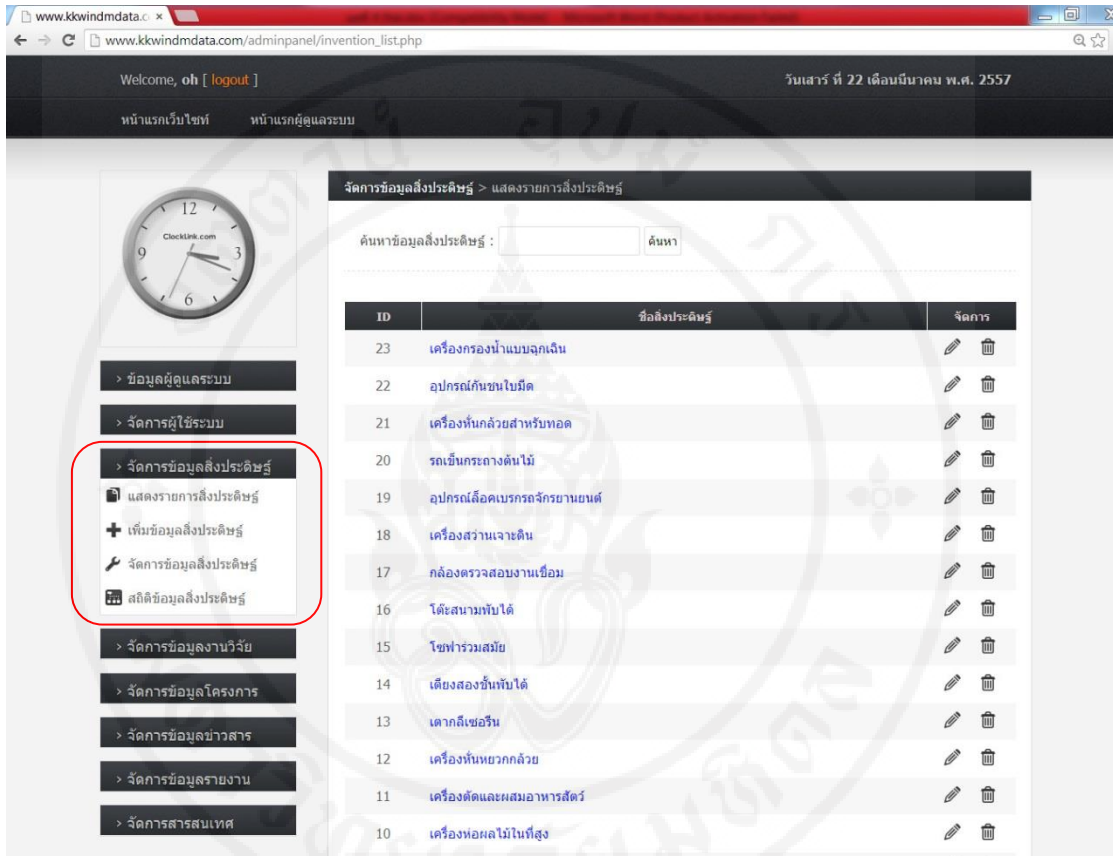 www.kkwindmdata.c
www.kkwindmdata.com/adminpanel/invention_list.php
Welcome, oh [ logout ]
วันเสาร์ ที่ 22 เดือนมีนาคม พ.ศ. 2557
หน้าแรกเว็บไซท์ หน้าแรกผู้ดูแลระบบ
12
ClockLink.com
9 3
6
> ข้อมูลผู้ดูแลระบบ
> จัดการผู้ใช้ระบบ
> จัดการข้อมูลสิ่งประดิษฐ์
แสดงรายการสิ่งประดิษฐ์
เพิ่มข้อมูลสิ่งประดิษฐ์
จัดการข้อมูลสิ่งประดิษฐ์
สถิติข้อมูลสิ่งประดิษฐ์
> จัดการข้อมูลงานวิจัย
> จัดการข้อมูลโครงการ
> จัดการข้อมูลข่าวสาร
> จัดการข้อมูลรายงาน
> จัดการสารสนเทศ
จัดการข้อมูลสิ่งประดิษฐ์ > แสดงรายการสิ่งประดิษฐ์
ค้นหาข้อมูลสิ่งประดิษฐ์ : ค้นหา
ID ชื่อสิ่งประดิษฐ์ จัดการ
23 เครื่องกรองน้ำแบบฉุกเฉิน
22 อุปกรณ์กันชนใบมีด
21 เครื่องหั่นกล้วยสำหรับทอด
20 รถเข็นกระถางต้นไม้
19 อุปกรณ์ล็อคเบรกรถจักรยานยนต์
18 เครื่องสว่านเจาะดิน
17 กล้องตรวจสอบงานเชื่อม
16 โต๊ะสนามพับได้
15 โซฟาร่วมสมัย
14 เตียงสองชั้นพับได้
13 เตากลีเซอรีน
12 เครื่องหั่นหยวกกล้วย
11 เครื่องตัดและผสมอาหารสัตว์
10 เครื่องห่อผลไม้ในที่สูง